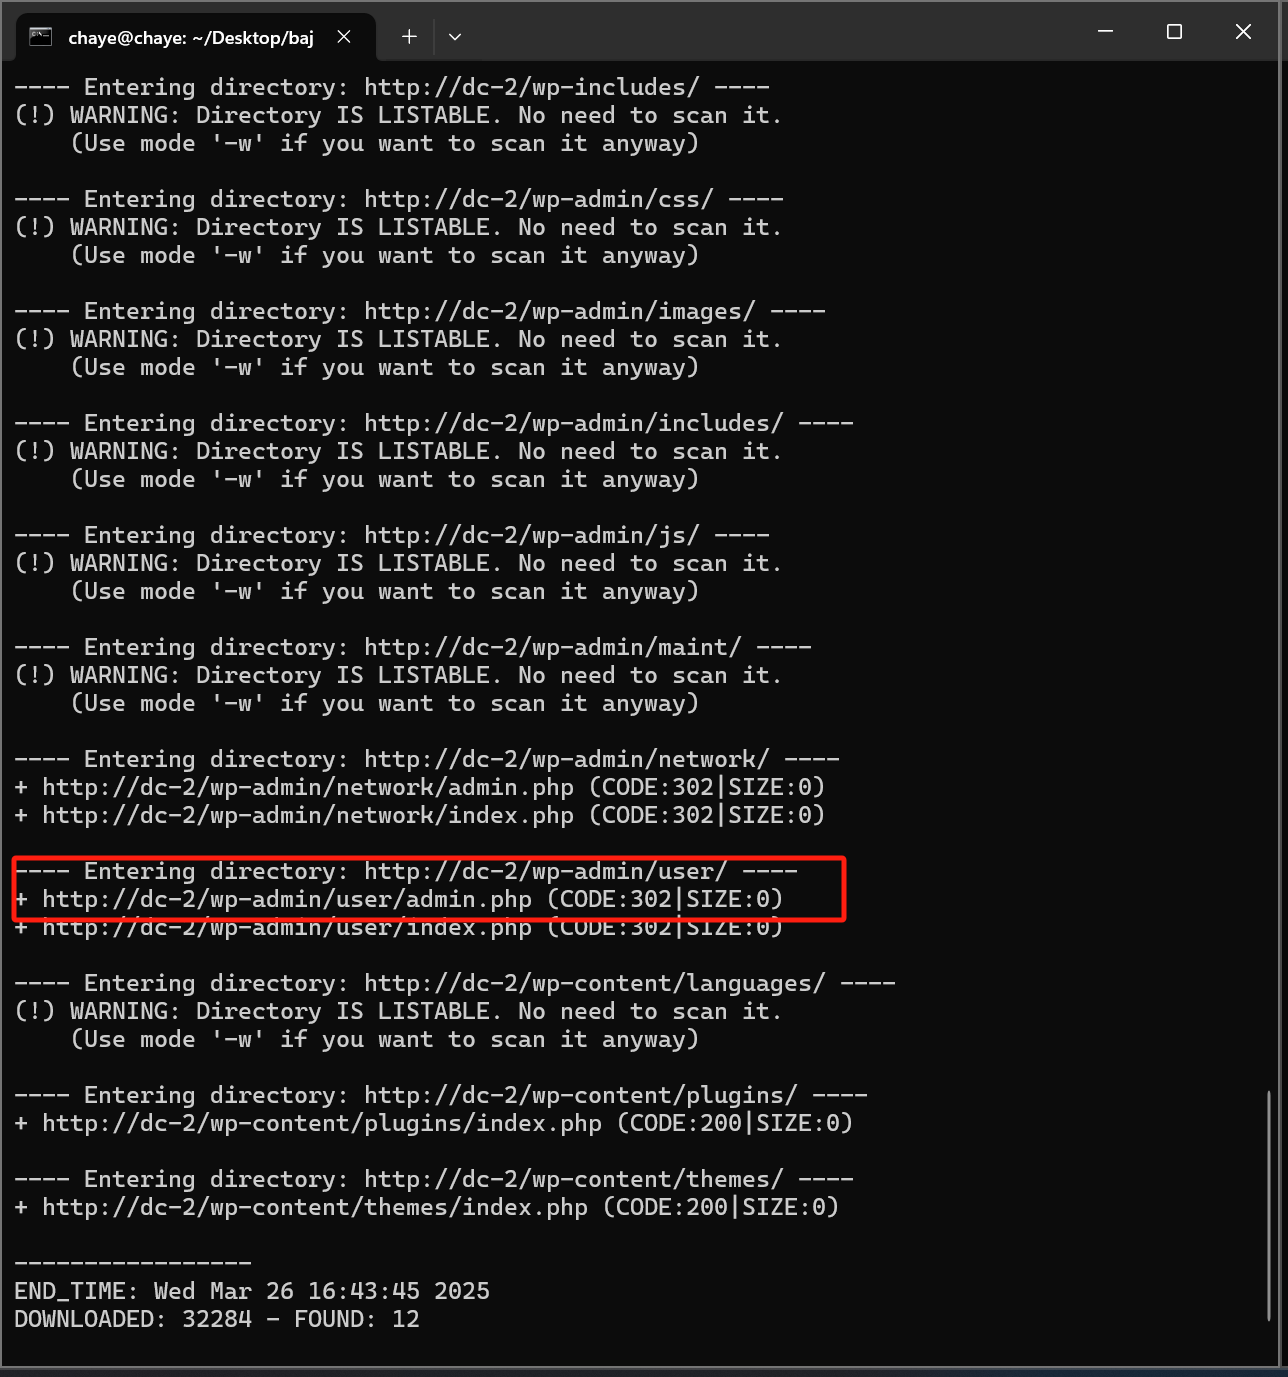 chaye@chaye: ~/Desktop/baj
---- Entering directory: http://dc-2/wp-includes/ ----
(!) WARNING: Directory IS LISTABLE. No need to scan it.
    (Use mode '-w' if you want to scan it anyway)
---- Entering directory: http://dc-2/wp-admin/css/ ----
(!) WARNING: Directory IS LISTABLE. No need to scan it.
    (Use mode '-w' if you want to scan it anyway)
---- Entering directory: http://dc-2/wp-admin/images/ ----
(!) WARNING: Directory IS LISTABLE. No need to scan it.
    (Use mode '-w' if you want to scan it anyway)
---- Entering directory: http://dc-2/wp-admin/includes/ ----
(!) WARNING: Directory IS LISTABLE. No need to scan it.
    (Use mode '-w' if you want to scan it anyway)
---- Entering directory: http://dc-2/wp-admin/js/ ----
(!) WARNING: Directory IS LISTABLE. No need to scan it.
    (Use mode '-w' if you want to scan it anyway)
---- Entering directory: http://dc-2/wp-admin/maint/ ----
(!) WARNING: Directory IS LISTABLE. No need to scan it.
    (Use mode '-w' if you want to scan it anyway)
---- Entering directory: http://dc-2/wp-admin/network/ ----
+ http://dc-2/wp-admin/network/admin.php (CODE:302|SIZE:0)
+ http://dc-2/wp-admin/network/index.php (CODE:302|SIZE:0)
---- Entering directory: http://dc-2/wp-admin/user/ ----
+ http://dc-2/wp-admin/user/admin.php (CODE:302|SIZE:0)
+ http://dc-2/wp-admin/user/index.php (CODE:302|SIZE:0)
---- Entering directory: http://dc-2/wp-content/languages/ ----
(!) WARNING: Directory IS LISTABLE. No need to scan it.
    (Use mode '-w' if you want to scan it anyway)
---- Entering directory: http://dc-2/wp-content/plugins/ ----
+ http://dc-2/wp-content/plugins/index.php (CODE:200|SIZE:0)
---- Entering directory: http://dc-2/wp-content/themes/ ----
+ http://dc-2/wp-content/themes/index.php (CODE:200|SIZE:0)
-----------------
END_TIME: Wed Mar 26 16:43:45 2025
DOWNLOADED: 32284 - FOUND: 12